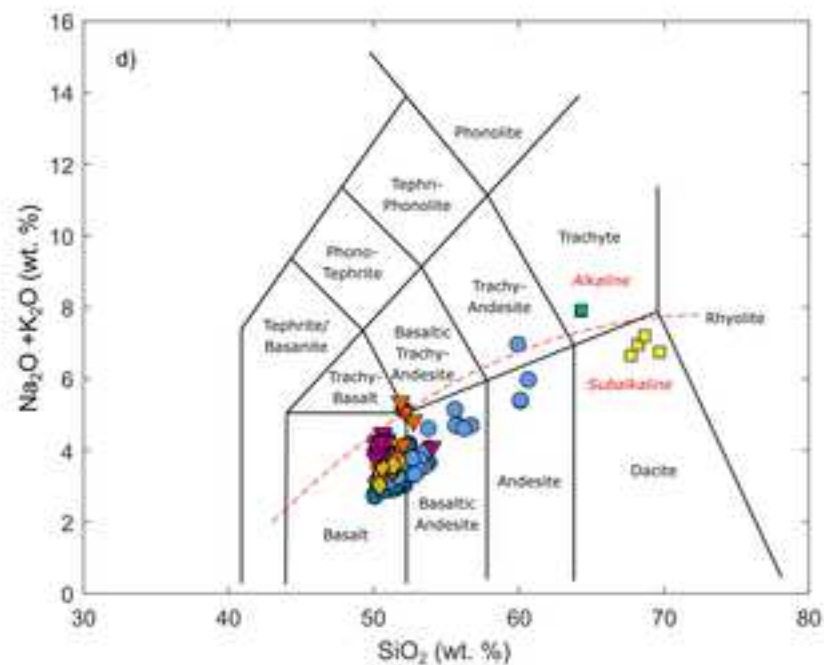 d)
16
14
12
10
8
6
4
2
0
Na₂O +K₂O (wt. %)
Phonolite
Tephri-
Phonolite
Phono-
Tephrite
Trachyte
Trachy-
Andesite
Alkaline
Tephrite/
Basanite
Basaltic
Trachy-
Andesite
Rhyolite
Trachy-
Basalt
Subalkaline
Dacite
Andesite
Basaltic
Andesite
Basalt
30
40
50
60
70
80
SiO₂ (wt. %)